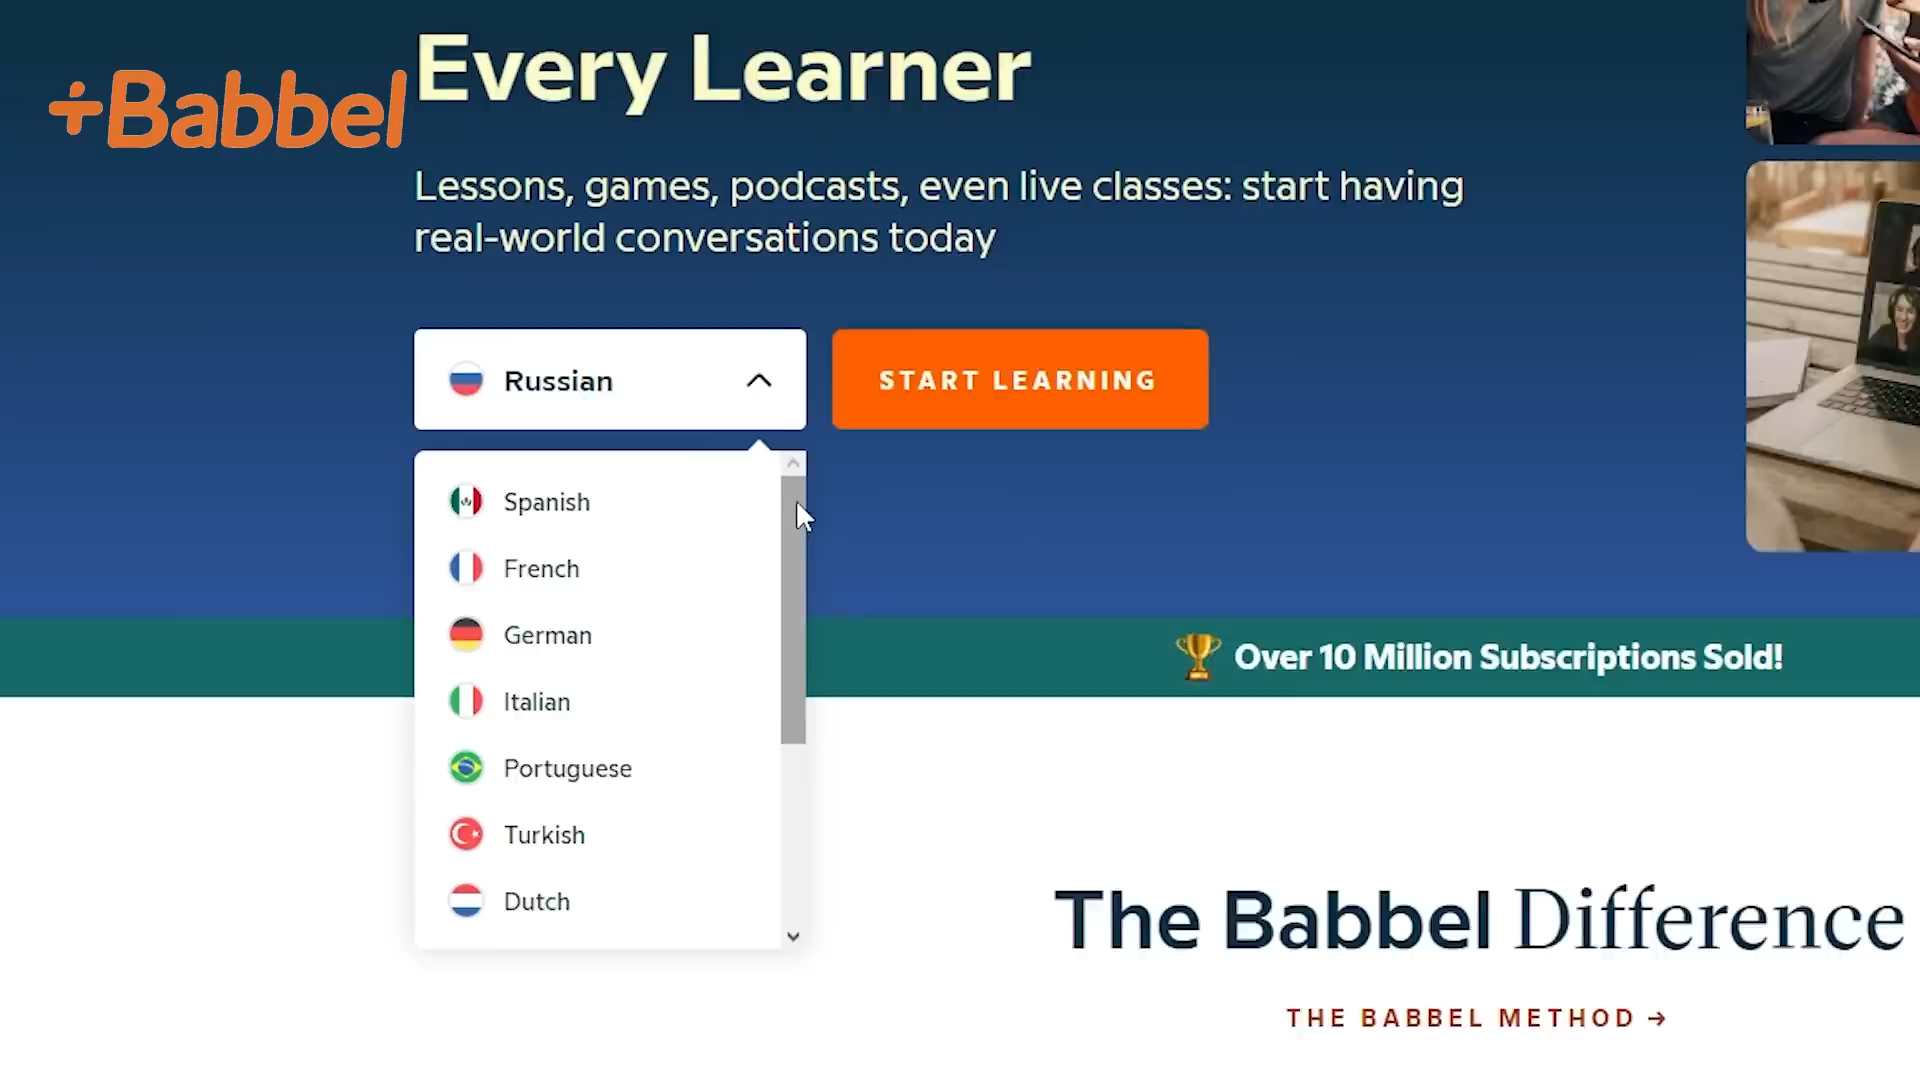 Every Learner
+Babbel
Lessons, games, podcasts, even live classes: start having
real-world conversations today
Russian
START LEARNING
Spanish
French
German
Italian
Portuguese
Turkish
Dutch
🏆 Over 10 Million Subscriptions Sold!
The Babbel Difference
THE BABBEL METHOD →